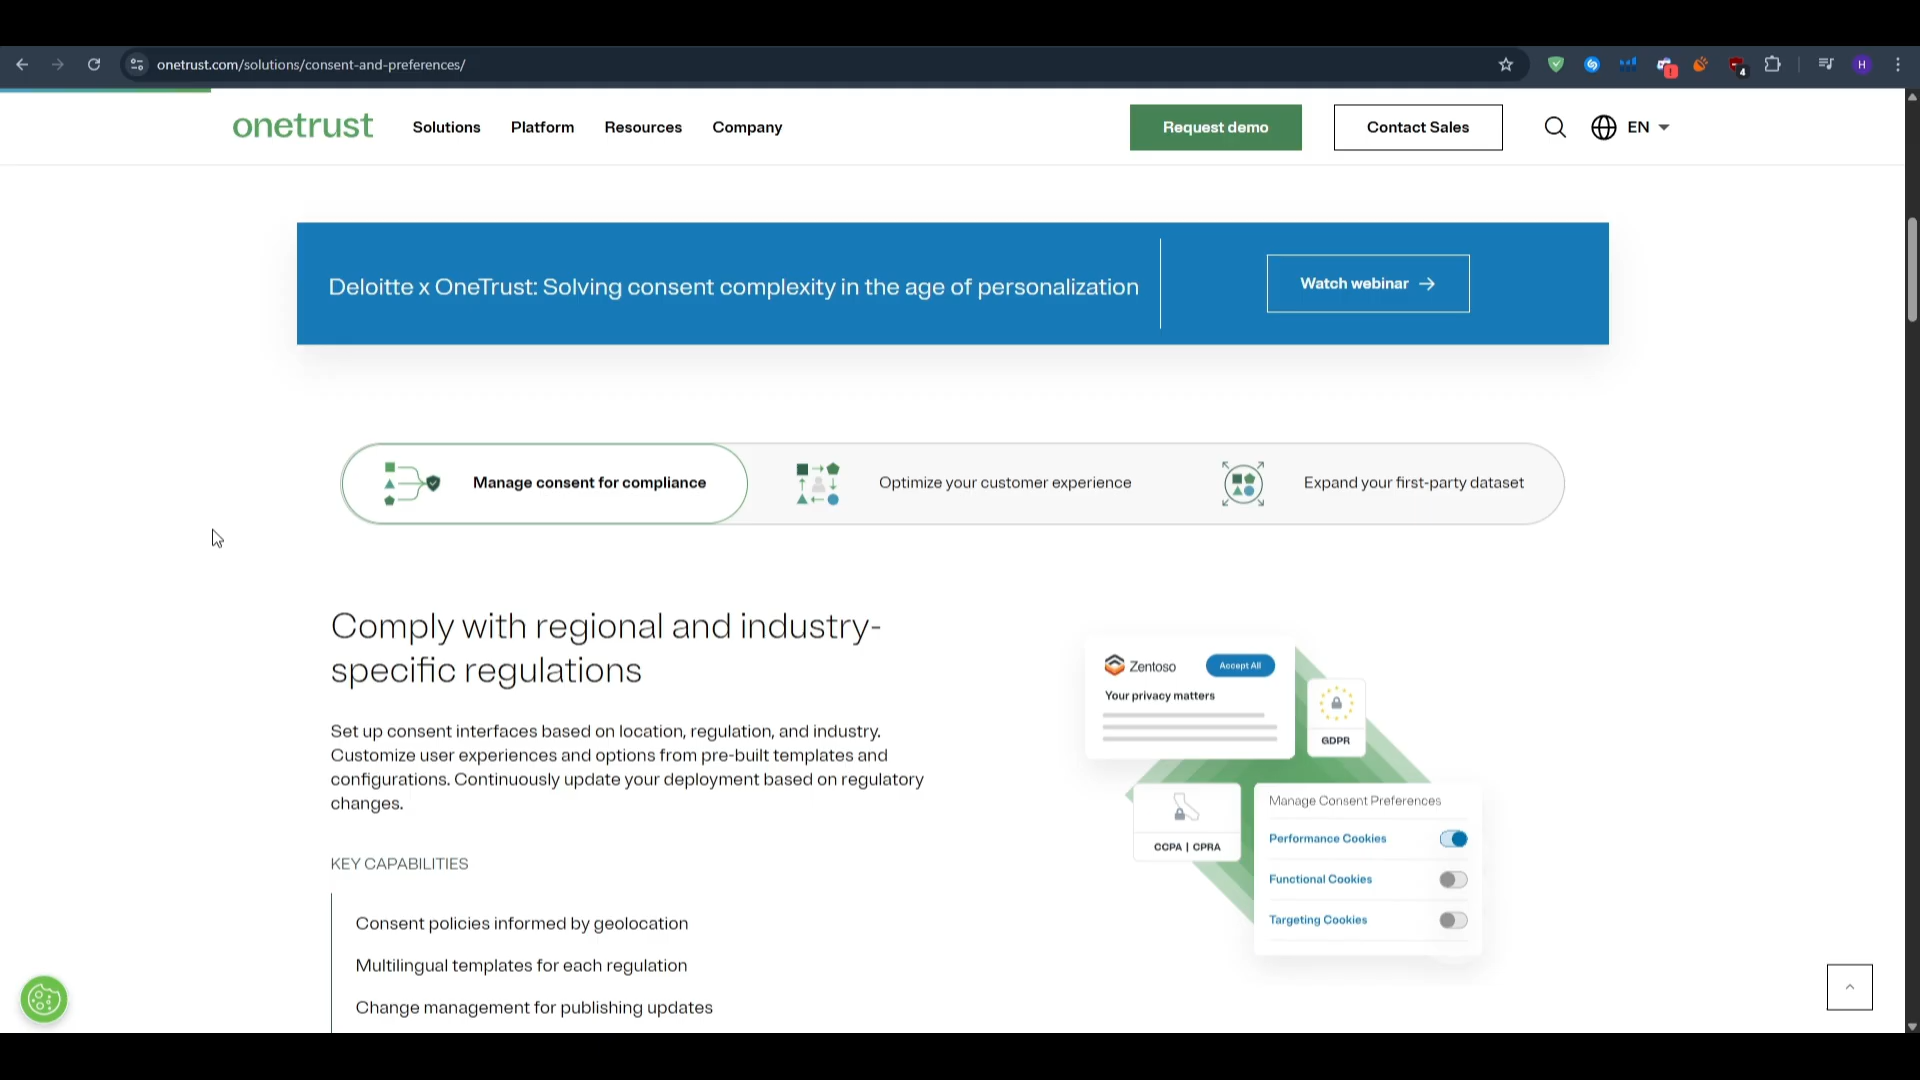 onetrust.com/solutions/consent-and-preferences/
4
H
onetrust
Solutions
Platform
Resources
Company
Request demo
Contact Sales
EN
Deloitte x OneTrust: Solving consent complexity in the age of personalization
Watch webinar →
Manage consent for compliance
Optimize your customer experience
Expand your first-party dataset
Comply with regional and industry-
specific regulations
Set up consent interfaces based on location, regulation, and industry.
Customize user experiences and options from pre-built templates and
configurations. Continuously update your deployment based on regulatory
changes.
KEY CAPABILITIES
Consent policies informed by geolocation
Multilingual templates for each regulation
Change management for publishing updates
Zentoso
Accept All
Your privacy matters
GDPR
CCPA | CPRA
Manage Consent Preferences
Performance Cookies
Functional Cookies
Targeting Cookies